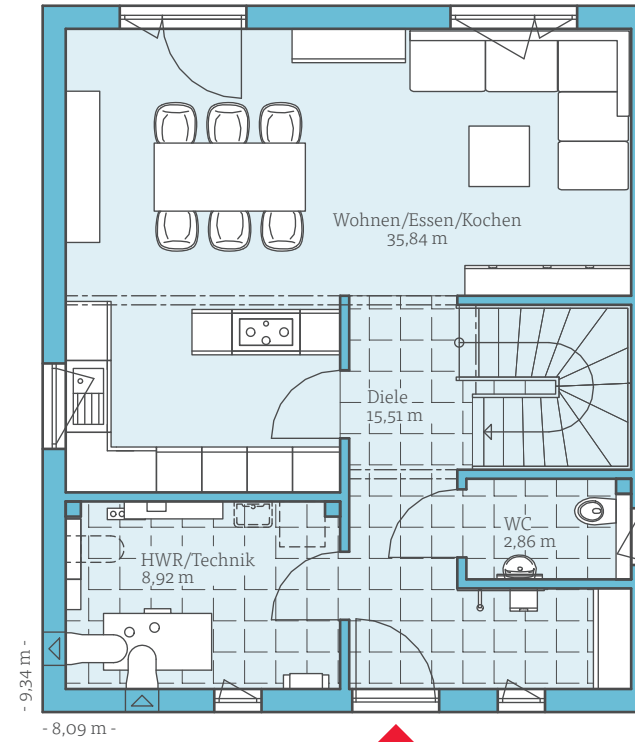 Wohnen/Essen/Kochen
35,84 m
Diele
15,51 m
WC
2,86 m
HWR/Technik
8,92 m
- 9,34 m -
- 8,09 m -